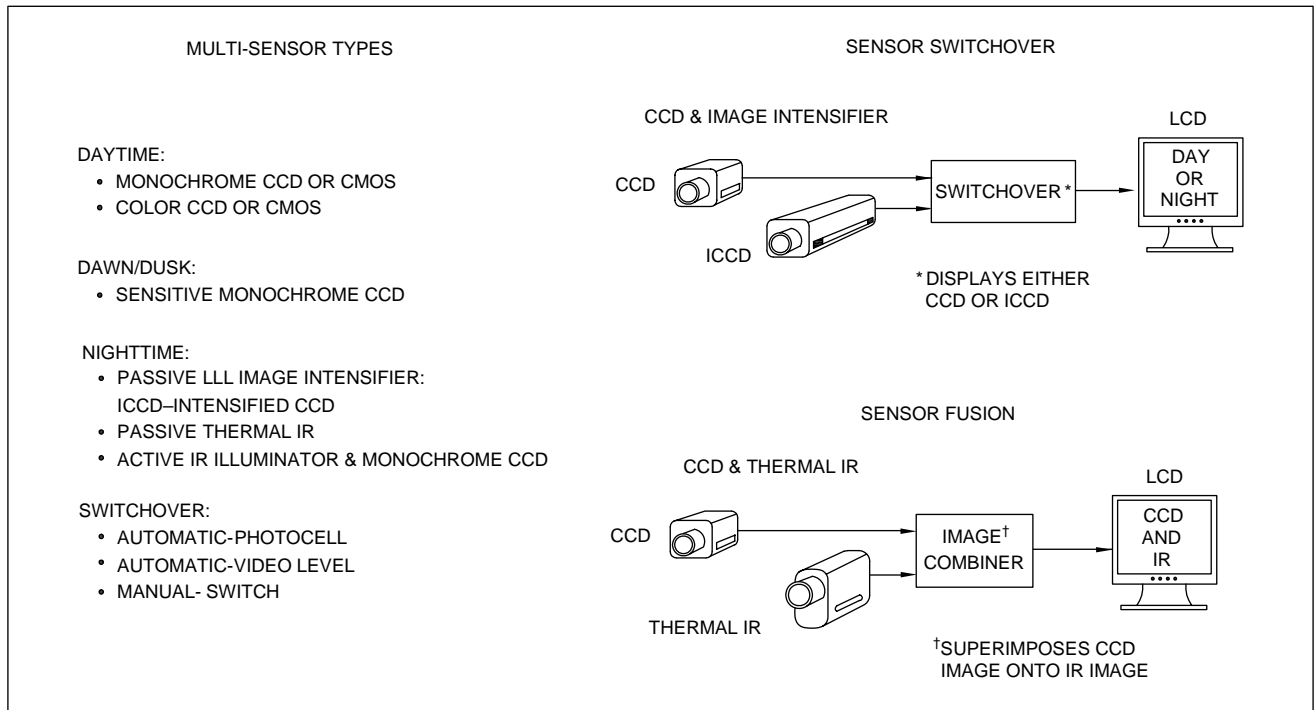 MULTI-SENSOR TYPES
DAYTIME:
• MONOCHROME CCD OR CMOS
• COLOR CCD OR CMOS
DAWN/DUSK:
• SENSITIVE MONOCHROME CCD
NIGHTTIME:
• PASSIVE LLL IMAGE INTENSIFIER:
ICCD–INTENSIFIED CCD
• PASSIVE THERMAL IR
• ACTIVE IR ILLUMINATOR & MONOCHROME CCD
SWITCHOVER:
• AUTOMATIC-PHOTOCELL
• AUTOMATIC-VIDEO LEVEL
• MANUAL- SWITCH
SENSOR SWITCHOVER
CCD & IMAGE INTENSIFIER
CCD
ICCD
SWITCHOVER*
LCD
DAY
OR
NIGHT
* DISPLAYS EITHER
CCD OR ICCD
SENSOR FUSION
CCD & THERMAL IR
CCD
THERMAL IR
IMAGE†
COMBINER
LCD
CCD
AND
IR
†SUPERIMPOSES CCD
IMAGE ONTO IR IMAGE